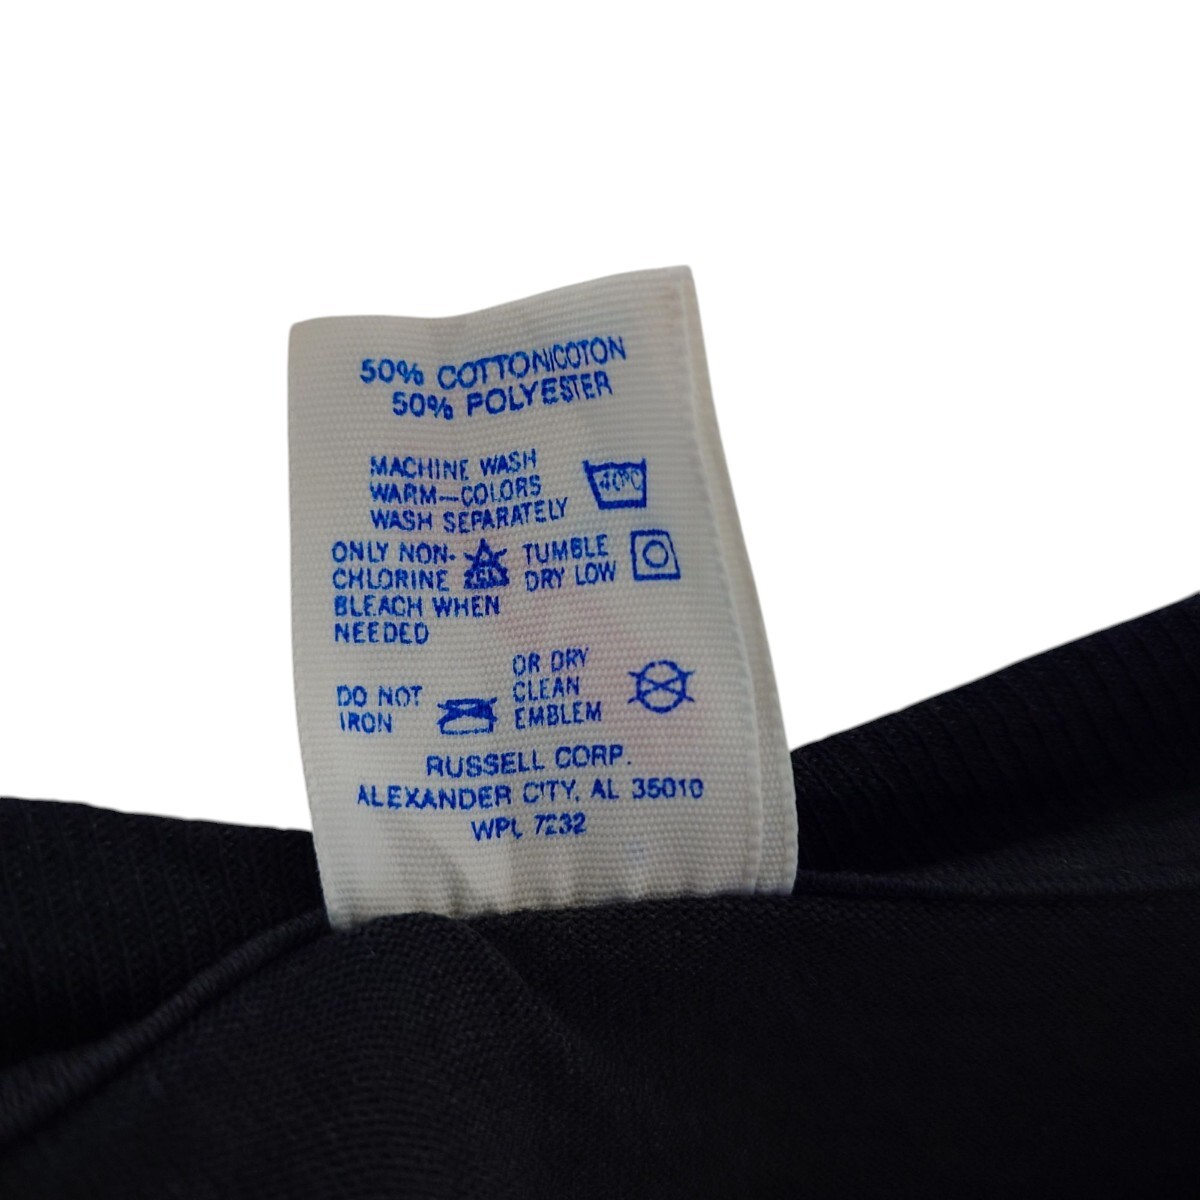 50% COTTON/COTON
50% POLYESTER
MACHINE WASH
WARM—COLORS
WASH SEPARATELY
40°C
ONLY NON-
CHLORINE
BLEACH WHEN
NEEDED
TUMBLE
DRY LOW
DO NOT
IRON
OR DRY
CLEAN
EMBLEM
RUSSELL CORP.
ALEXANDER CITY, AL 35010
WPL 7232